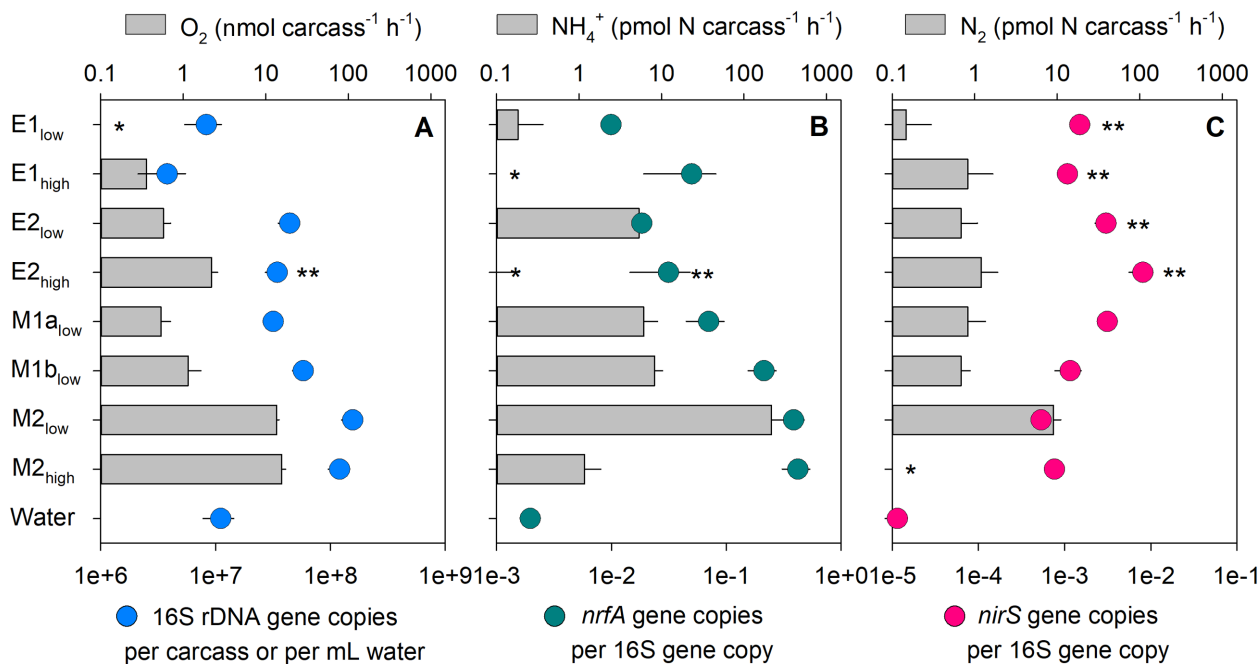 O₂ (nmol carcass⁻¹ h⁻¹) NH₄⁺ (pmol N carcass⁻¹ h⁻¹) N₂ (pmol N carcass⁻¹ h⁻¹)
0.1 1 10 100 1000 0.1 1 10 100 1000 0.1 1 10 100 1000
E1low * A B ** C
E1high * **
E2low **
E2high ** * ** **
M1alow
M1blow
M2low
M2high *
Water
1e+6 1e+7 1e+8 1e+9 1e-3 1e-2 1e-1 1e+0 1e-5 1e-4 1e-3 1e-2 1e-1
16S rDNA gene copies nrfA gene copies nirS gene copies
per carcass or per mL water per 16S gene copy per 16S gene copy